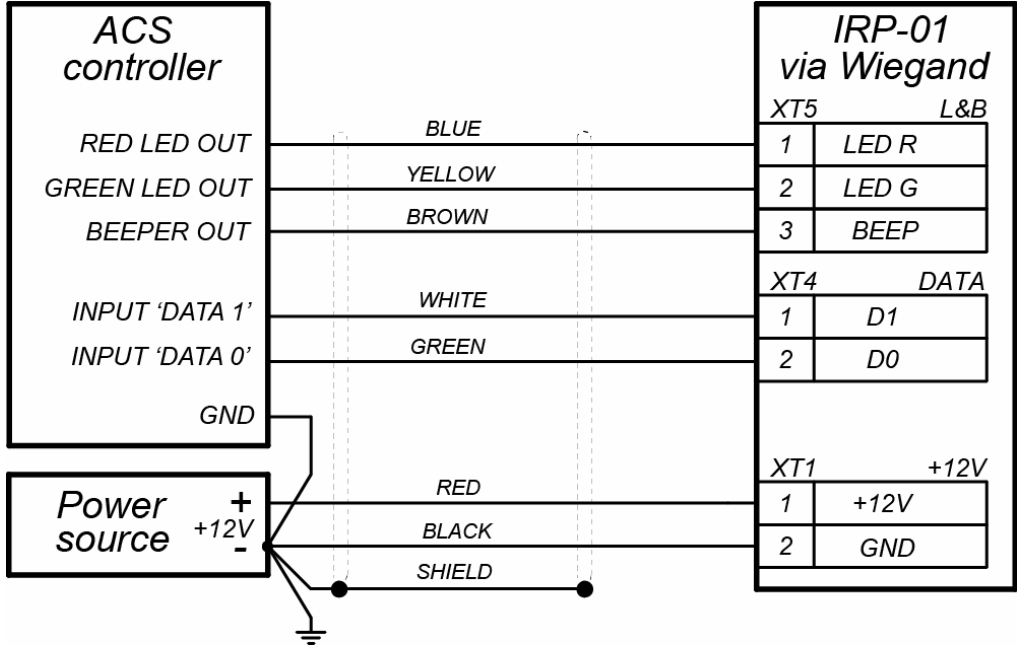 ACS
controller
RED LED OUT
GREEN LED OUT
BEEPER OUT
INPUT ‘DATA 1’
INPUT ‘DATA 0’
GND
Power
source
+
+12V
-
BLUE
YELLOW
BROWN
WHITE
GREEN
RED
BLACK
SHIELD
IRP-01
via Wiegand
XT5 L&B
1 LED R
2 LED G
3 BEEP
XT4 DATA
1 D1
2 D0
XT1 +12V
1 +12V
2 GND